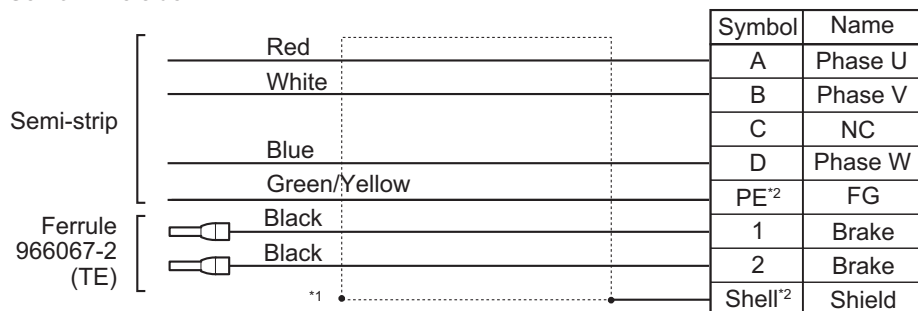 Symbol Name
Red A Phase U
White B Phase V
Semi-strip C NC
Blue D Phase W
Green/Yellow PE*2 FG
Ferrule
966067-2
(TE)
Black 1 Brake
Black 2 Brake
*1 Shell*2 Shield